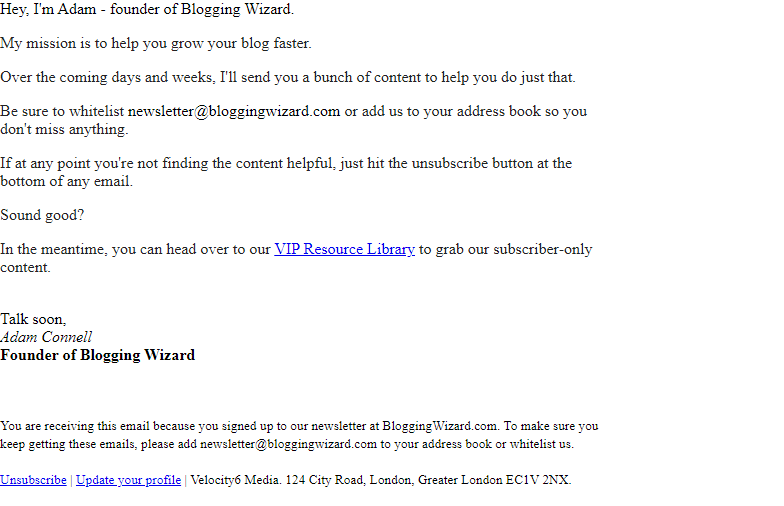 Hey, I'm Adam - founder of Blogging Wizard.
My mission is to help you grow your blog faster.
Over the coming days and weeks, I'll send you a bunch of content to help you do just that.
Be sure to whitelist newsletter@bloggingwizard.com or add us to your address book so you
don't miss anything.
If at any point you're not finding the content helpful, just hit the unsubscribe button at the
bottom of any email.
Sound good?
In the meantime, you can head over to our VIP Resource Library to grab our subscriber-only
content.
Talk soon,
Adam Connell
Founder of Blogging Wizard
You are receiving this email because you signed up to our newsletter at BloggingWizard.com. To make sure you
keep getting these emails, please add newsletter@bloggingwizard.com to your address book or whitelist us.
Unsubscribe | Update your profile | Velocity6 Media. 124 City Road, London, Greater London EC1V 2NX.